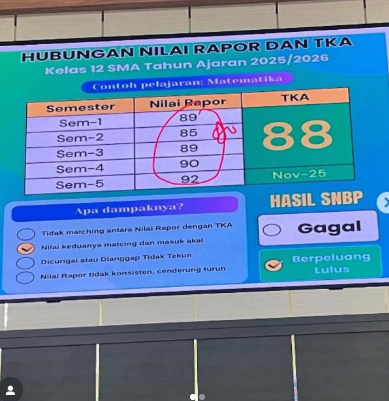 HUBUNGAN NILAI RAPOR DAN TKA
Kelas 12 SMA Tahun Ajaran 2025/2026
Contoh pelajaran: Matematika
Semester Nilai Rapor TKA
Sem-1 89
Sem-2 85
Sem-3 89
Sem-4 90
Sem-5 92
88
Nov-25
Apa dampaknya?
Tidak matching antara Nilai Rapor dengan TKA
Nilai keduanya matcing dan masuk akal
Dicurigai atau Dianggap Tidak Tekun
Nilai Rapor tidak konsisten, cenderung turun
HASIL SNBP
Gagal
Berpeluang
Lulus